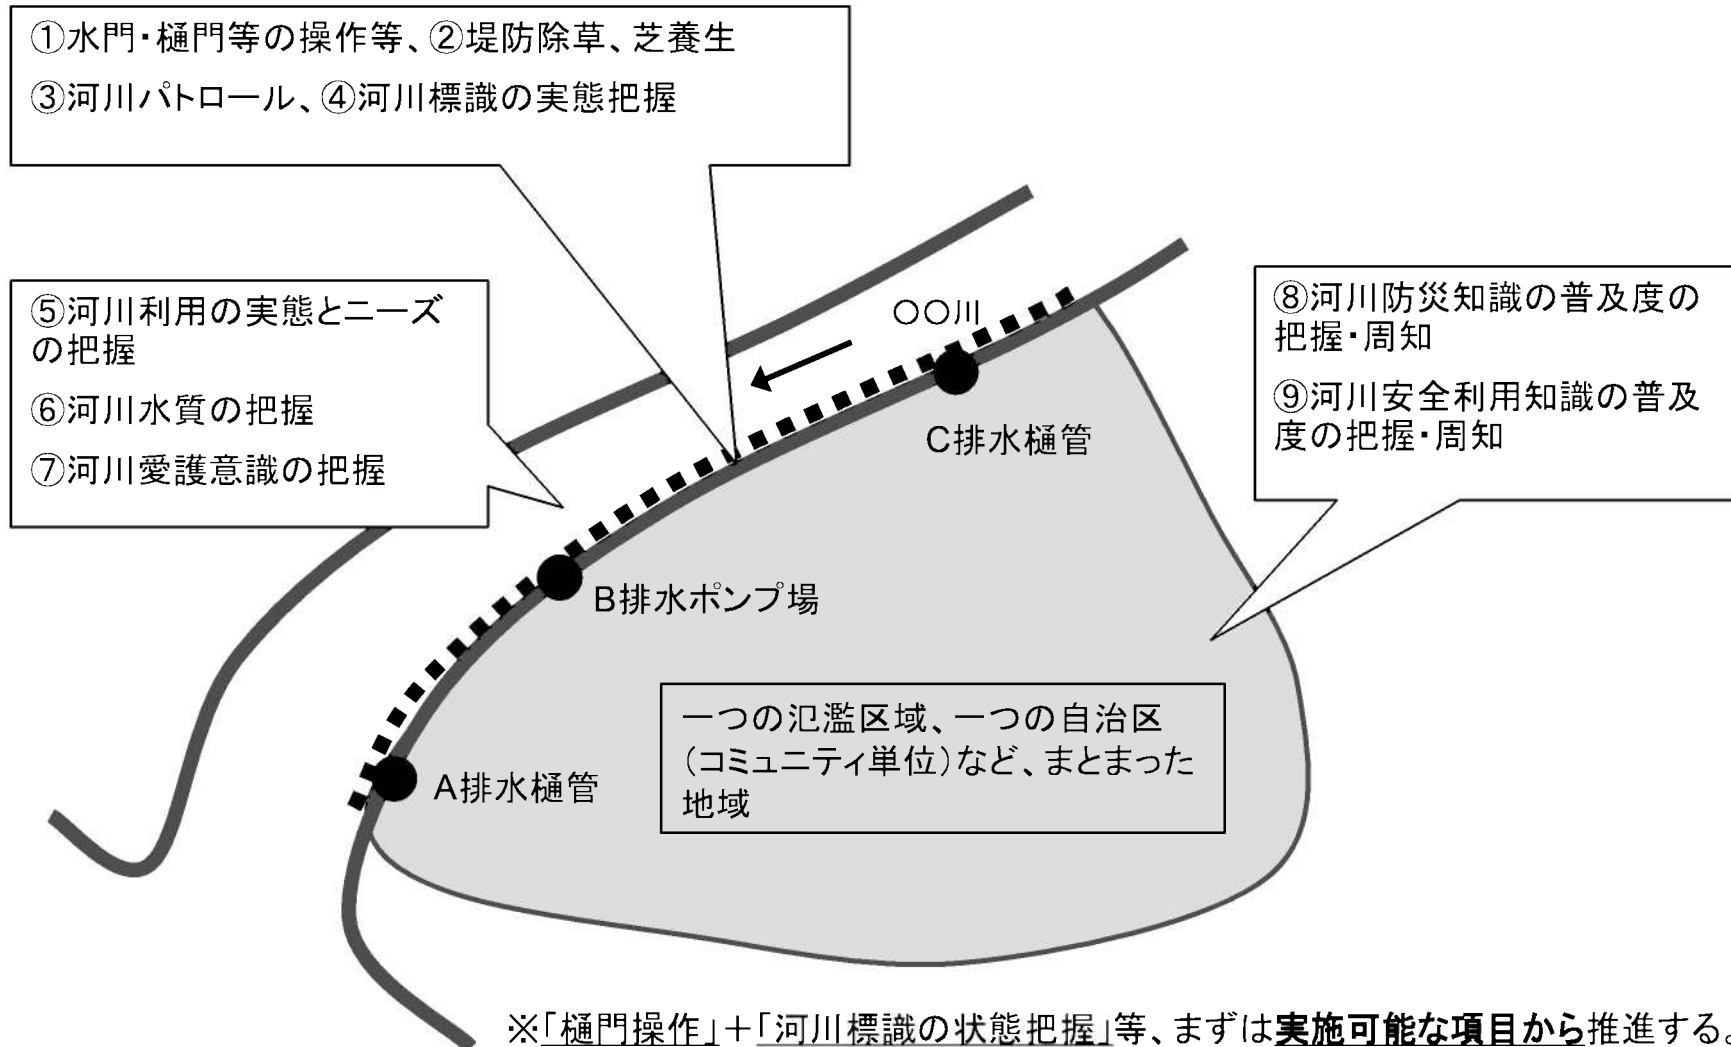 ①水門・樋門等の操作等、②堤防除草、芝養生
③河川パトロール、④河川標識の実態把握
⑤河川利用の実態とニーズ
の把握
⑥河川水質の把握
⑦河川愛護意識の把握
○○川
⑧河川防災知識の普及度の
把握・周知
⑨河川安全利用知識の普及
度の把握・周知
C排水樋管
B排水ポンプ場
A排水樋管
一つの氾濫区域、一つの自治区
(コミュニティ単位)など、まとまった
地域
※「樋門操作」＋「河川標識の状態把握」等、まずは実施可能な項目から推進する。